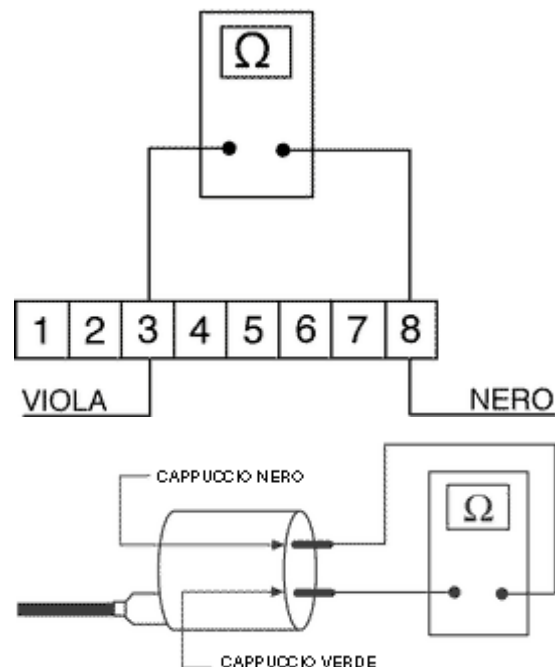 Ω
1 2 3 4 5 6 7 8
VIOLA NERO
CAPPUCCIO NERO
Ω
CAPPUCCIO VERDE